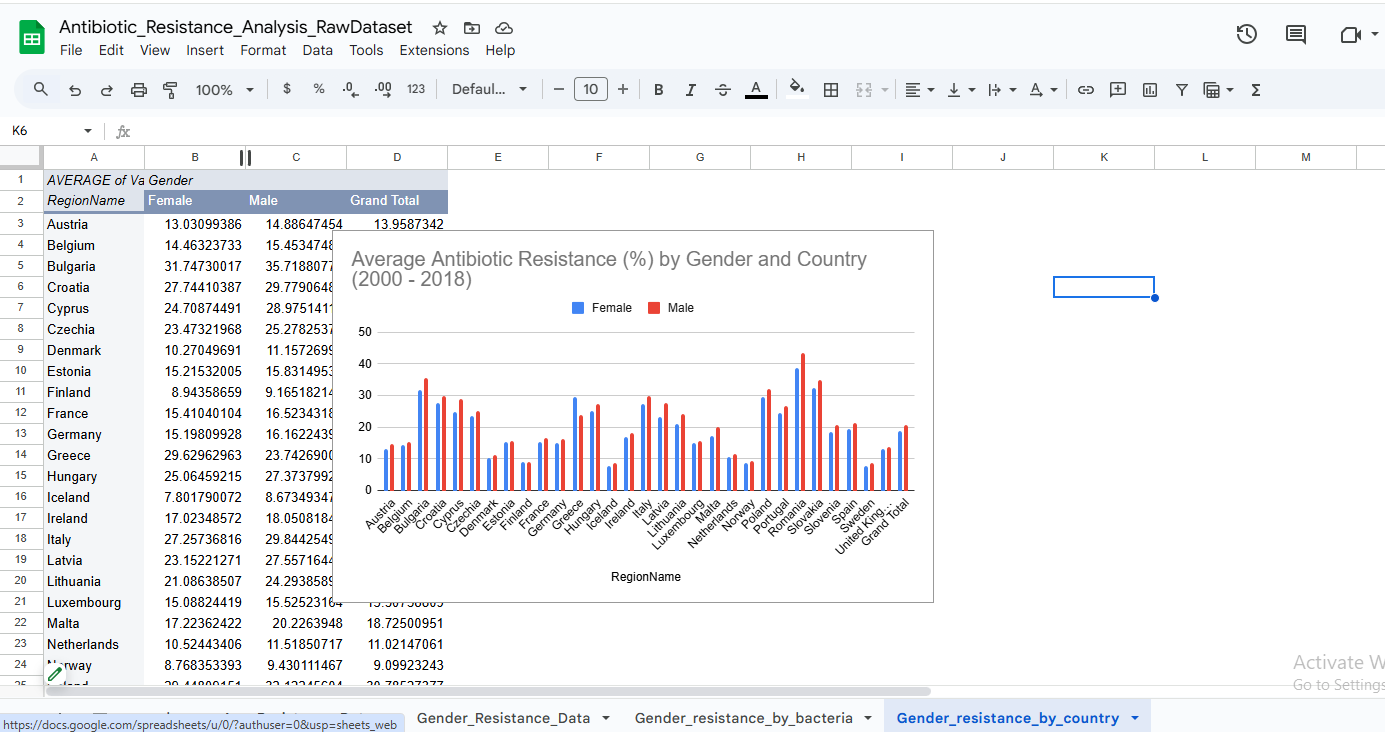 Antibiotic_Resistance_Analysis_RawDataset
File Edit View Insert Format Data Tools Extensions Help
100% $ % .0 .00 123 Defaul... 10 B I A
K6 fx
A B C D E F G H I J K L M
1 AVERAGE of Va Gender
2 RegionName Female Male Grand Total
3 Austria 13.03099386 14.88647454 13.9587342
4 Belgium 14.46323733 15.4534748
5 Bulgaria 31.74730017 35.7188077
6 Croatia 27.74410387 29.7790648
7 Cyprus 24.70874491 28.9751411
8 Czechia 23.47321968 25.2782537
9 Denmark 10.27049691 11.1572699
10 Estonia 15.21532005 15.8314953
11 Finland 8.94358659 9.16518214
12 France 15.41040104 16.5234318
13 Germany 15.19809928 16.1622439
14 Greece 29.62962963 23.7426900
15 Hungary 25.06459215 27.3737992
16 Iceland 7.801790072 8.67349347
17 Ireland 17.02348572 18.0508184
18 Italy 27.25736816 29.8442549
19 Latvia 23.15221271 27.5571644
20 Lithuania 21.08638507 24.2938589
21 Luxembourg 15.08824419 15.52523164
22 Malta 17.22362422 20.2263948 18.72500951
23 Netherlands 10.52443406 11.51850717 11.02147061
24 Norway 8.768353393 9.430111467 9.09923243
Average Antibiotic Resistance (%) by Gender and Country
(2000 - 2018)
Female Male
50
40
30
20
10
0
Austria Belgium Bulgaria Croatia Cyprus Czechia Denmark Estonia Finland France Germany Greece Hungary Iceland Ireland Italy Latvia Lithuania Luxembourg Malta Netherlands Norway Poland Portugal Romania Slovakia Slovenia Spain Sweden United King... Grand Total
RegionName
Activate W
Go to Settings
https://docs.google.com/spreadsheets/u/0/?authuser=0&usp=sheets_web
Gender_Resistance_Data Gender_resistance_by_bacteria Gender_resistance_by_country